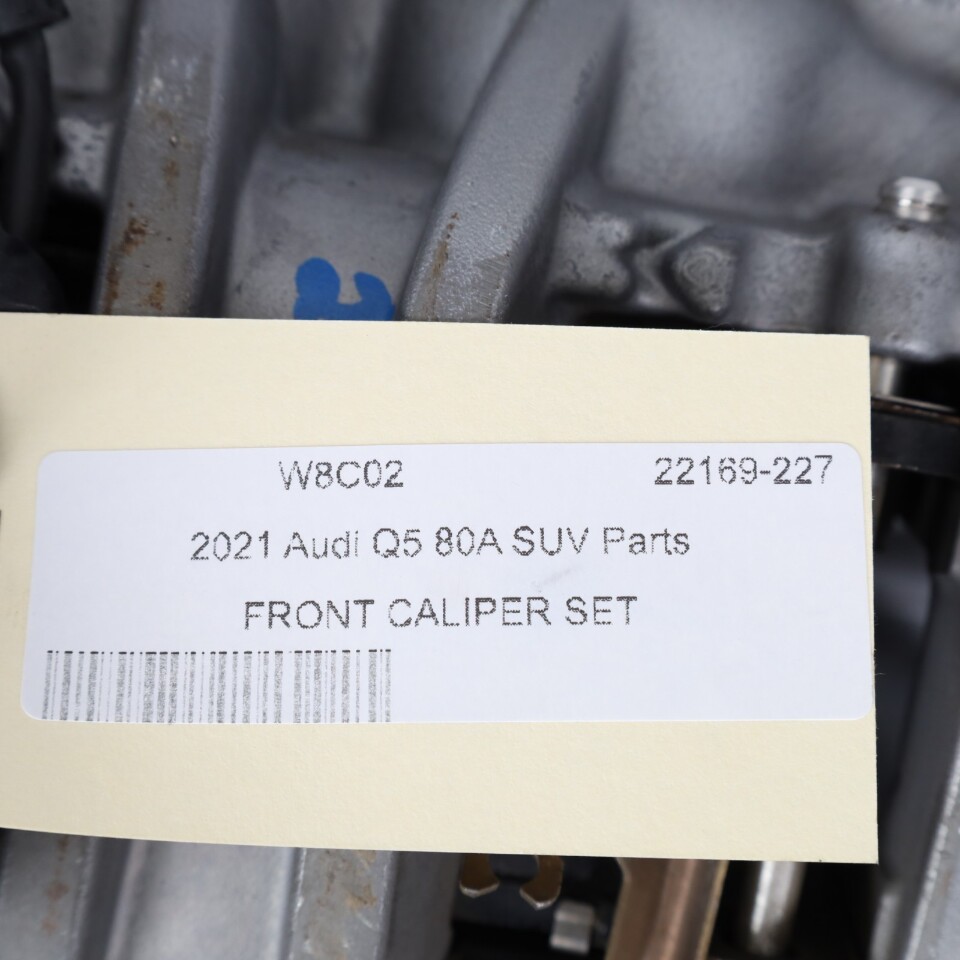 W8C02 22169-227
2021 Audi Q5 80A SUV Parts
FRONT CALIPER SET